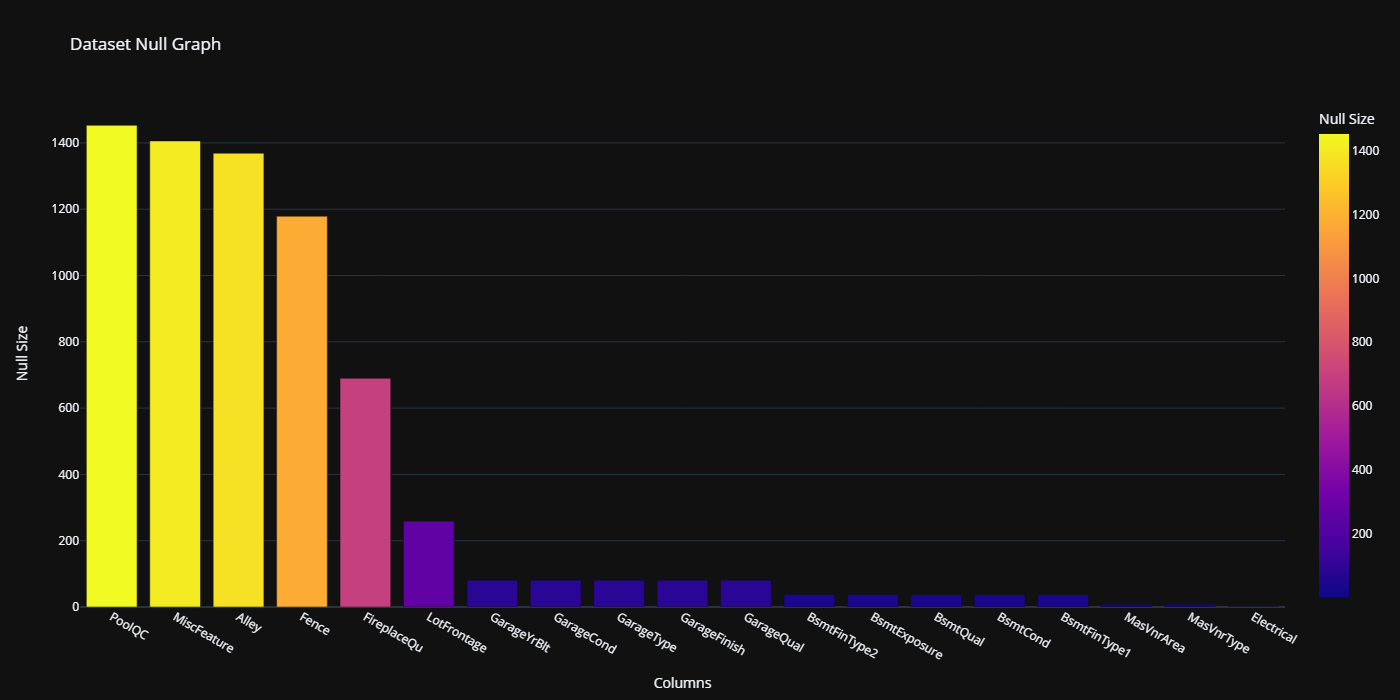 Dataset Null Graph
Null Size
1400
1200
1000
800
600
400
200
0
PoolQC
MiscFeature
Alley
Fence
FireplaceQu
LotFrontage
GarageYrBlt
GarageCond
GarageType
GarageFinish
GarageQual
BsmtFinType2
BsmtExposure
BsmtQual
BsmtCond
BsmtFinType1
MasVnrArea
MasVnrType
Electrical
Columns
Null Size
1400
1200
1000
800
600
400
200